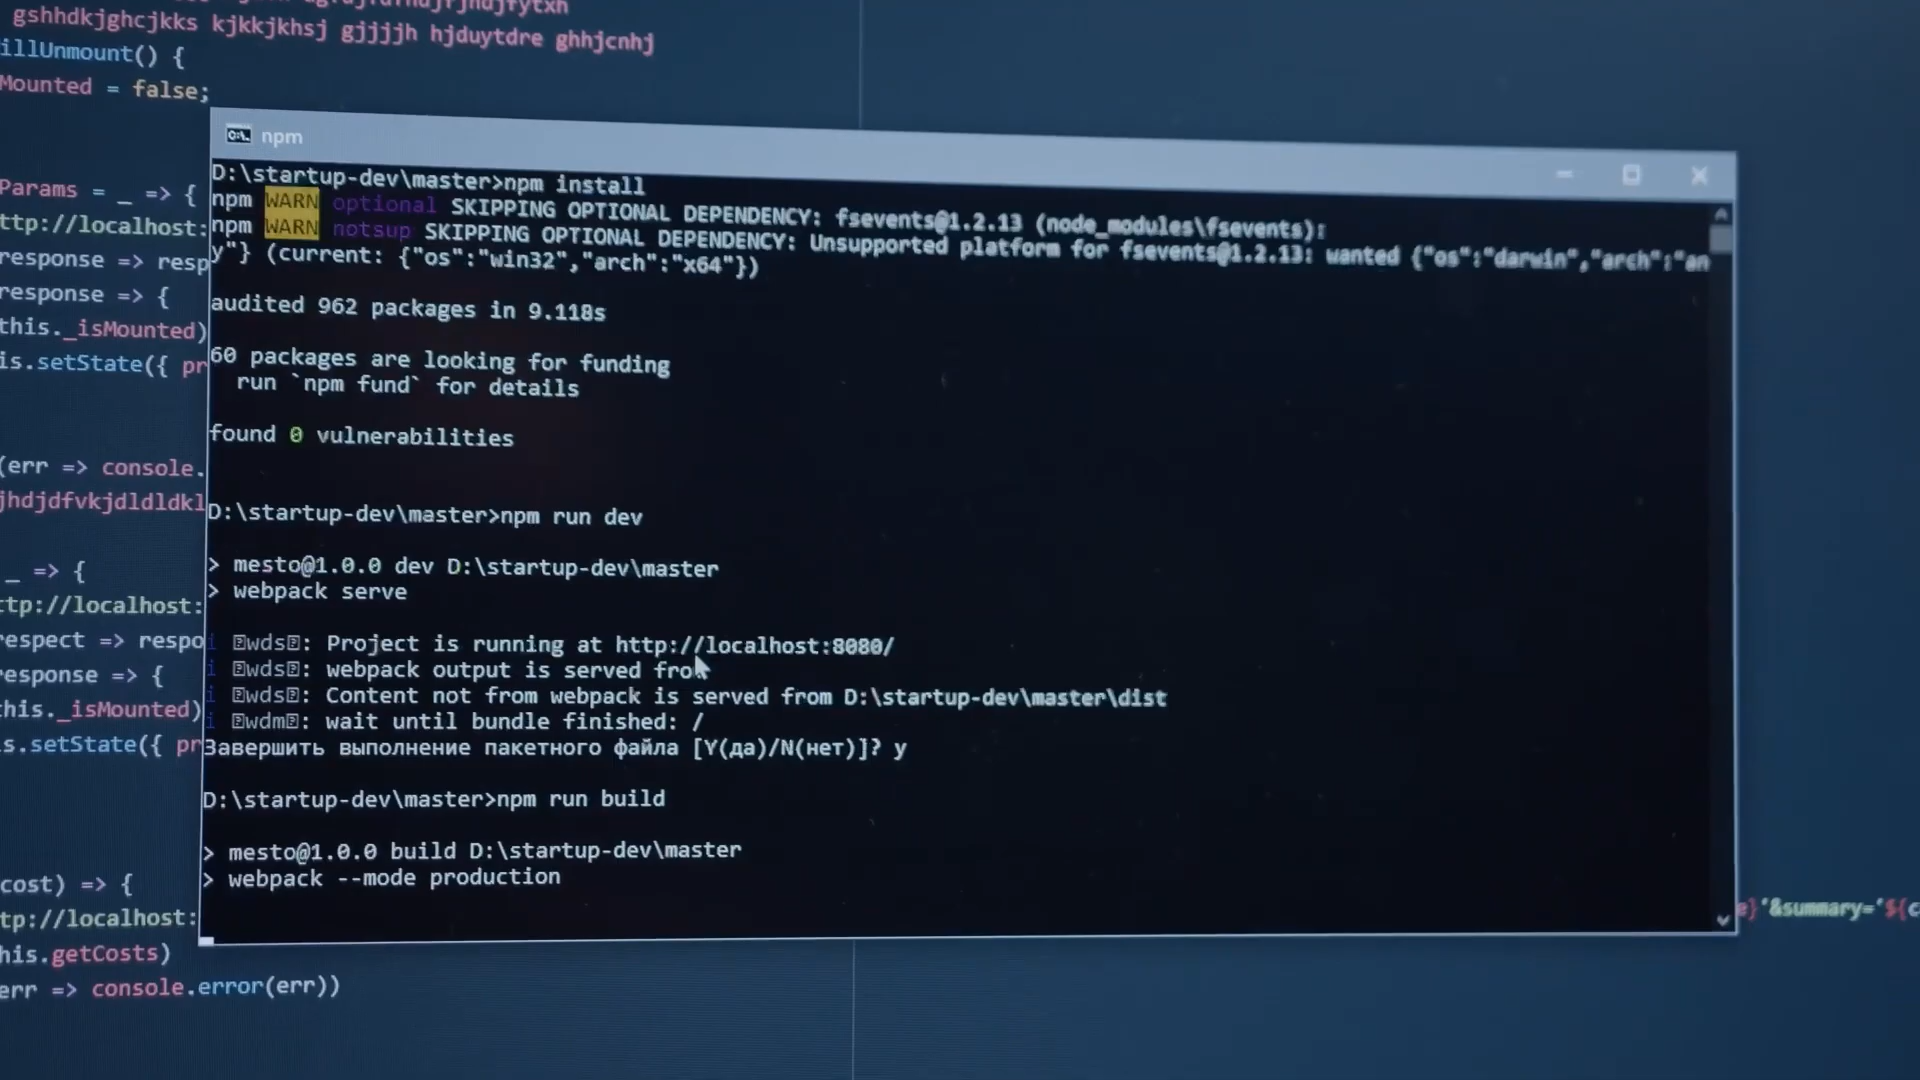 gshhdkjghcjkks kjkkjkhsj gjjjjh hjduytdre ghhjcnhj
illUnmount() {
Mounted = false;
npm
Params = _ => {
ttp://localhost:
response => resp
response => {
this._isMounted)
is.setState({ pr
(err => console.
jhdjdfvkjdldldkl
_ => {
ttp://localhost:
respect => respo
response => {
his._isMounted)
s.setState({ pr
cost) => {
tp://localhost:
his.getCosts)
err => console.error(err))
D:\startup-dev\master>npm install
npm WARN optional SKIPPING OPTIONAL DEPENDENCY: fsevents@1.2.13 (node_modules\fsevents):
npm WARN notsup SKIPPING OPTIONAL DEPENDENCY: Unsupported platform for fsevents@1.2.13: wanted {"os":"darwin","arch":"an
y"} (current: {"os":"win32","arch":"x64"})
audited 962 packages in 9.118s
60 packages are looking for funding
run `npm fund` for details
found 0 vulnerabilities
D:\startup-dev\master>npm run dev
> mesto@1.0.0 dev D:\startup-dev\master
> webpack serve
i ｢wds｣: Project is running at http://localhost:8080/
i ｢wds｣: webpack output is served from
i ｢wds｣: Content not from webpack is served from D:\startup-dev\master\dist
i ｢wdm｣: wait until bundle finished: /
Завершить выполнение пакетного файла [Y(да)/N(нет)]? y
D:\startup-dev\master>npm run build
> mesto@1.0.0 build D:\startup-dev\master
> webpack --mode production
e}'&summary='${c